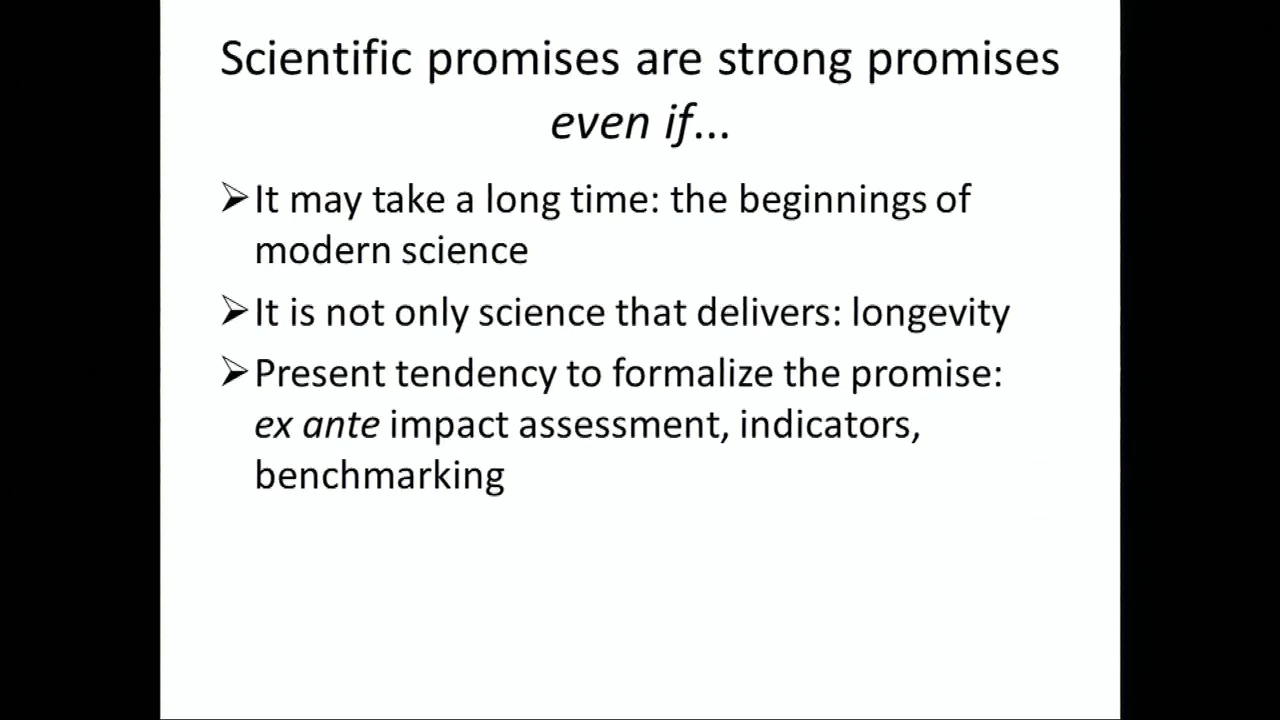 Scientific promises are strong promises
even if...
➢It may take a long time: the beginnings of
modern science
➢It is not only science that delivers: longevity
➢Present tendency to formalize the promise:
ex ante impact assessment, indicators,
benchmarking